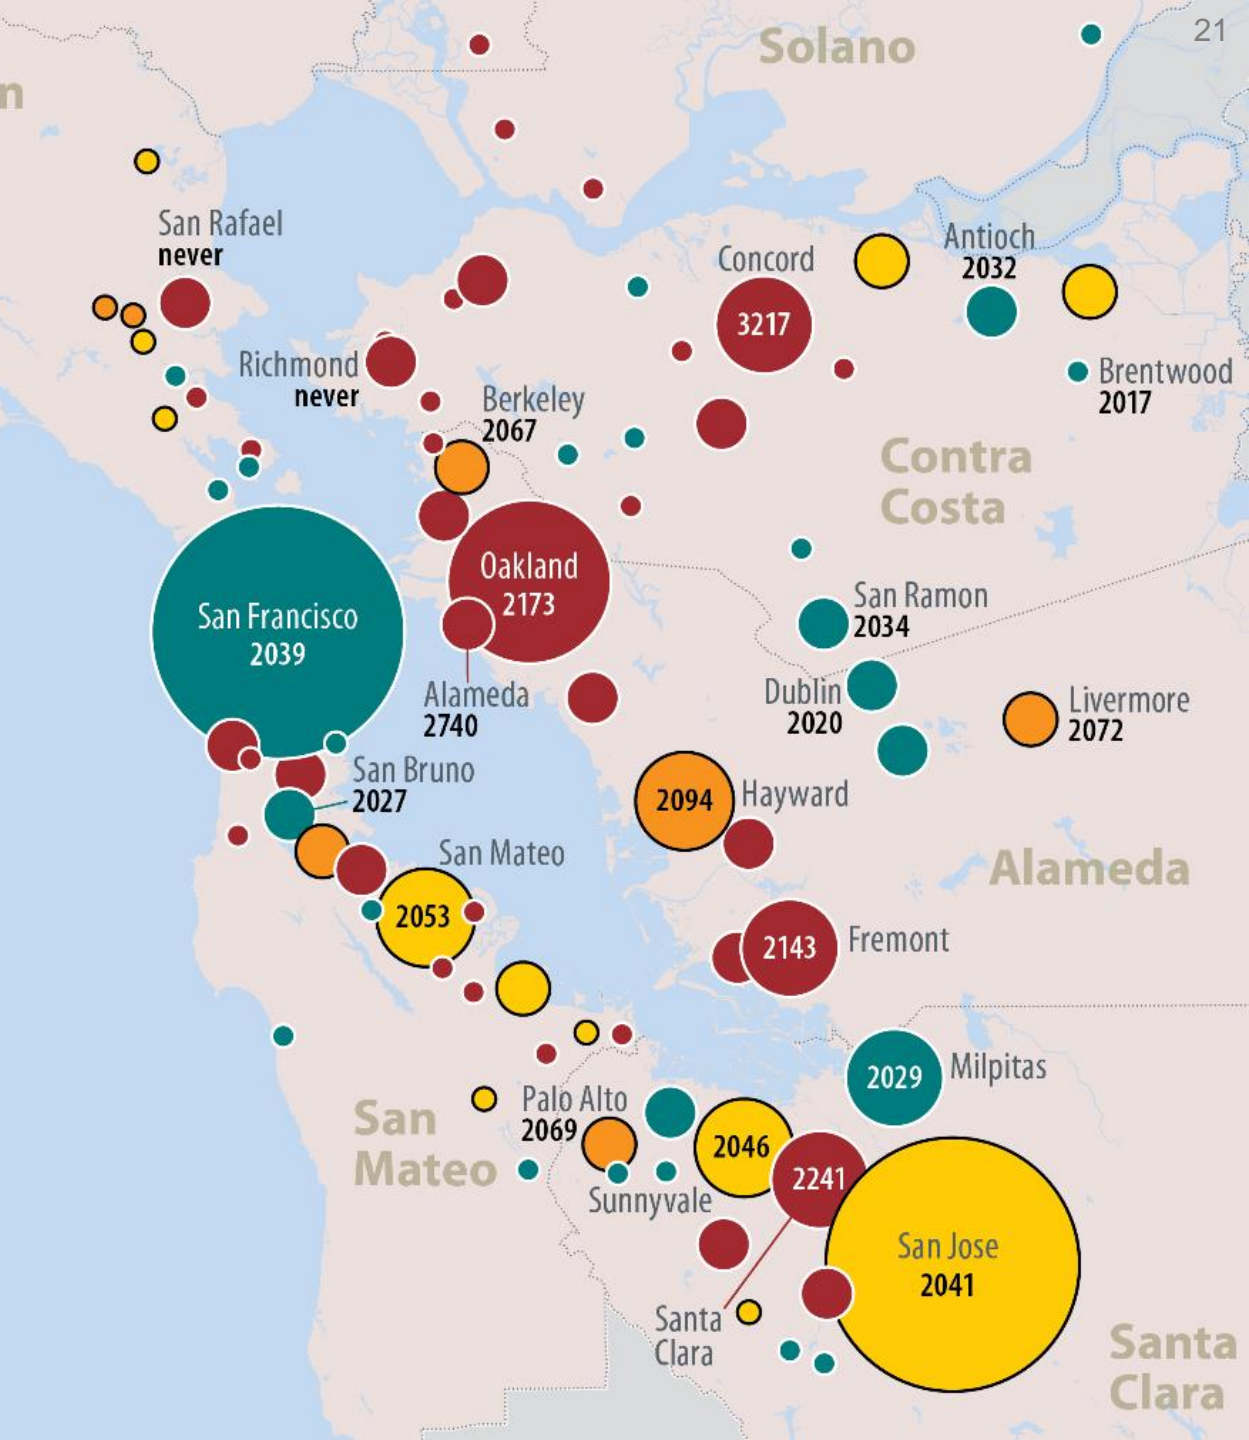 21
Solano
n
San Rafael
never
Concord
3217
Antioch
2032
Richmond
never
Berkeley
2067
Brentwood
2017
Contra
Costa
Oakland
2173
San Francisco
2039
San Ramon
2034
Alameda
2740
Dublin
2020
Livermore
2072
San Bruno
2027
2094
Hayward
San Mateo
2053
Alameda
2143
Fremont
2029
Milpitas
San
Mateo
Palo Alto
2069
2046
2241
Sunnyvale
San Jose
2041
Santa
Clara
Santa
Clara